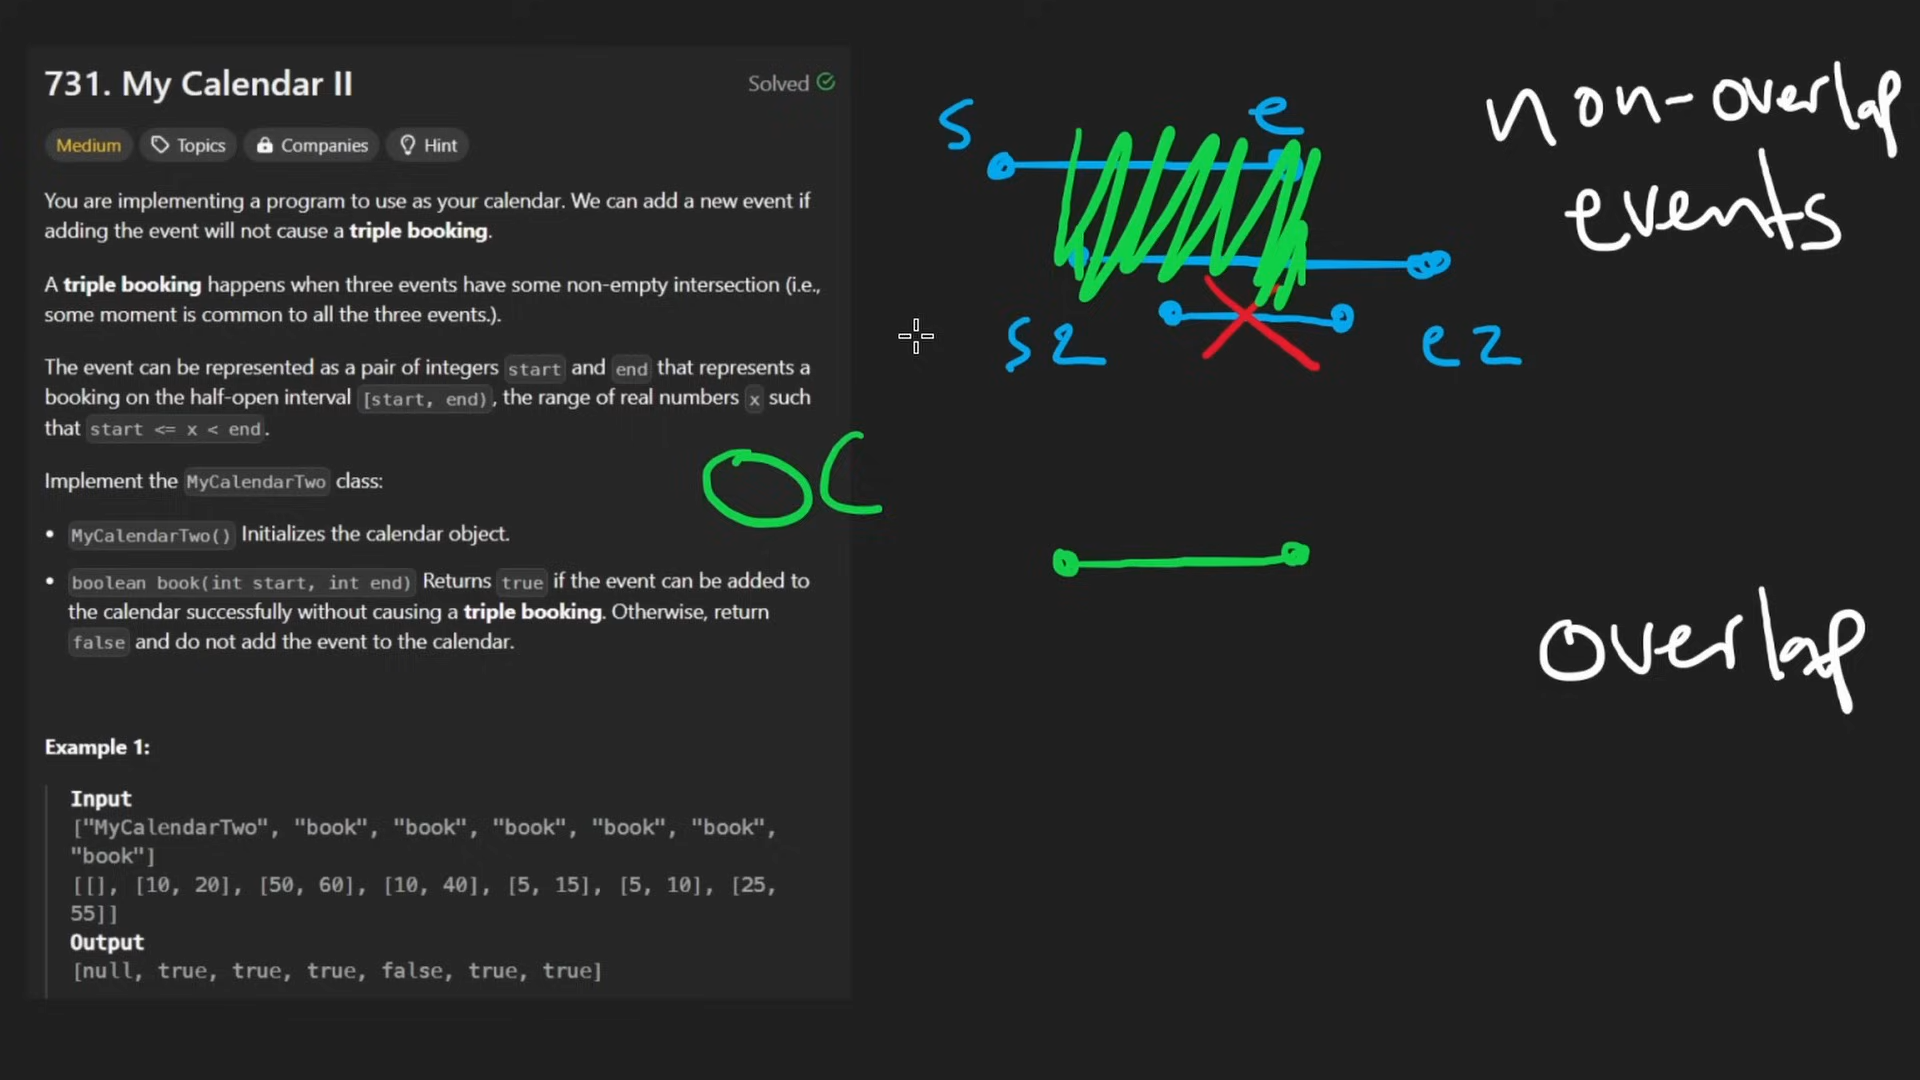 731. My Calendar II
Solved
Medium
Topics
Companies
Hint
You are implementing a program to use as your calendar. We can add a new event if
adding the event will not cause a triple booking.
A triple booking happens when three events have some non-empty intersection (i.e.,
some moment is common to all the three events.).
The event can be represented as a pair of integers start and end that represents a
booking on the half-open interval [start, end), the range of real numbers x such
that start <= x < end.
Implement the MyCalendarTwo class:
• MyCalendarTwo() Initializes the calendar object.
• boolean book(int start, int end) Returns true if the event can be added to
the calendar successfully without causing a triple booking. Otherwise, return
false and do not add the event to the calendar.
Example 1:
Input
["MyCalendarTwo", "book", "book", "book", "book", "book",
"book"]
[[], [10, 20], [50, 60], [10, 40], [5, 15], [5, 10], [25,
55]]
Output
[null, true, true, true, false, true, true]
s e
s2 e2
O(
non-overlap
events
overlap